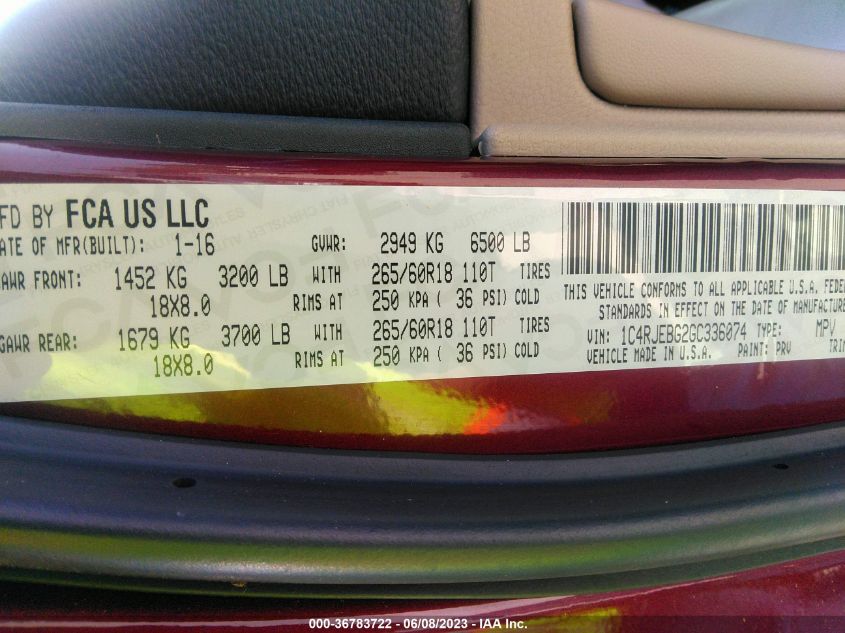 FD BY FCA US LLC
ATE OF MFR(BUILT): 1-16 GVWR: 2949 KG 6500 LB
AWR FRONT: 1452 KG 3200 LB WITH 265/60R18 110T TIRES
18X8.0 RIMS AT 250 KPA ( 36 PSI) COLD
GAWR REAR: 1679 KG 3700 LB WITH 265/60R18 110T TIRES
18X8.0 RIMS AT 250 KPA ( 36 PSI) COLD
THIS VEHICLE CONFORMS TO ALL APPLICABLE U.S.A. FEDER
STANDARDS IN EFFECT ON THE DATE OF MANUFACTURE
VIN: 1C4RJEBG2GC336074 TYPE: MPV
VEHICLE MADE IN U.S.A. PAINT: PRV TRIM
000-36783722 - 06/08/2023 - IAA Inc.